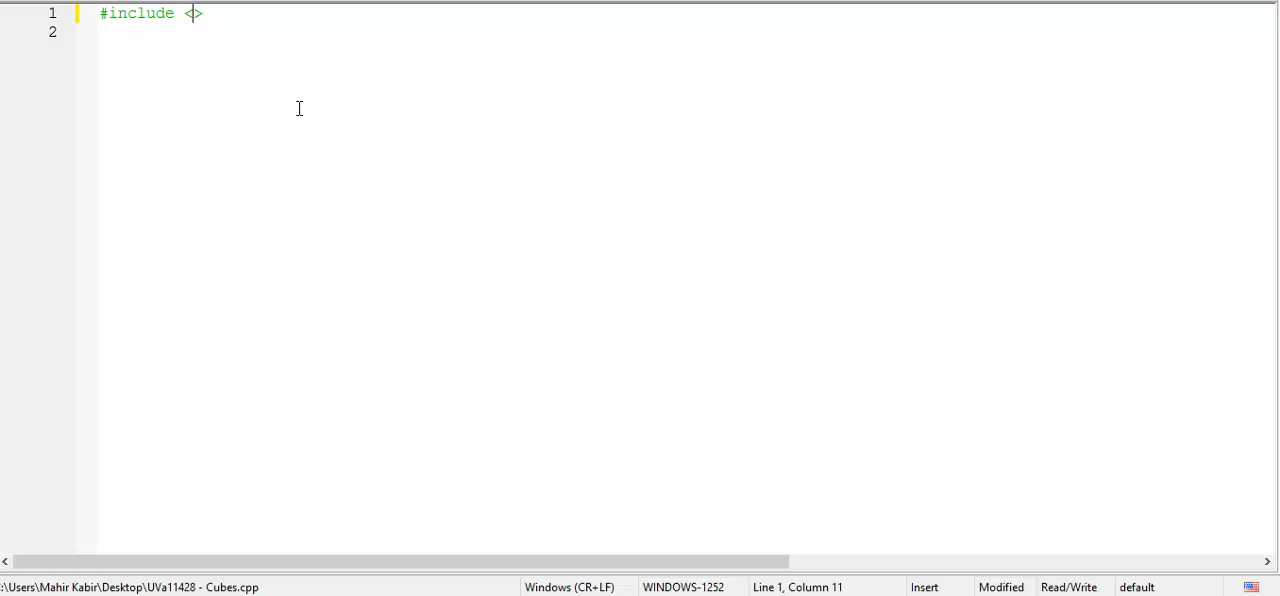 1 #include <>
2
:\Users\Mahir Kabir\Desktop\UVa11428 - Cubes.cpp Windows (CR+LF) WINDOWS-1252 Line 1, Column 11 Insert Modified Read/Write default